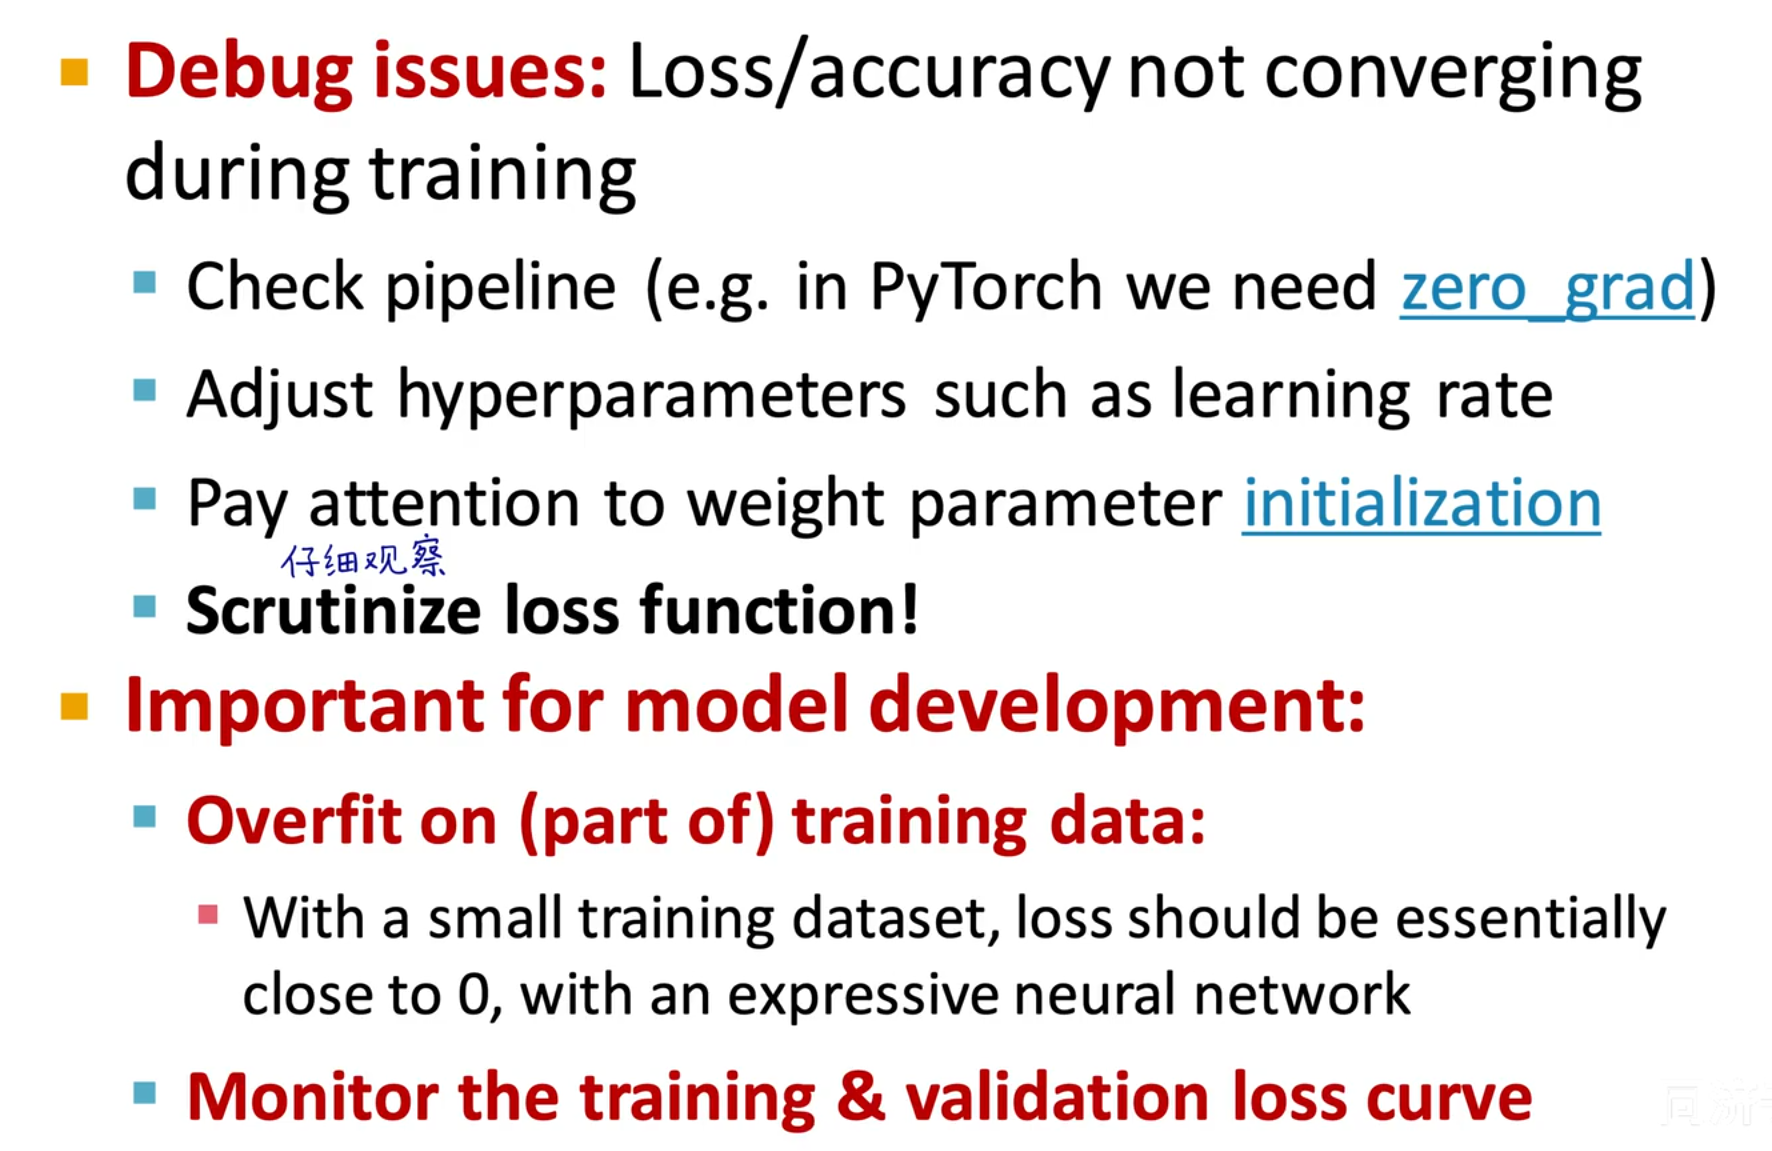 Debug issues: Loss/accuracy not converging
during training
Check pipeline (e.g. in PyTorch we need zero_grad)
Adjust hyperparameters such as learning rate
Pay attention to weight parameter initialization
仔细观察
Scrutinize loss function!
Important for model development:
Overfit on (part of) training data:
With a small training dataset, loss should be essentially
close to 0, with an expressive neural network
Monitor the training & validation loss curve